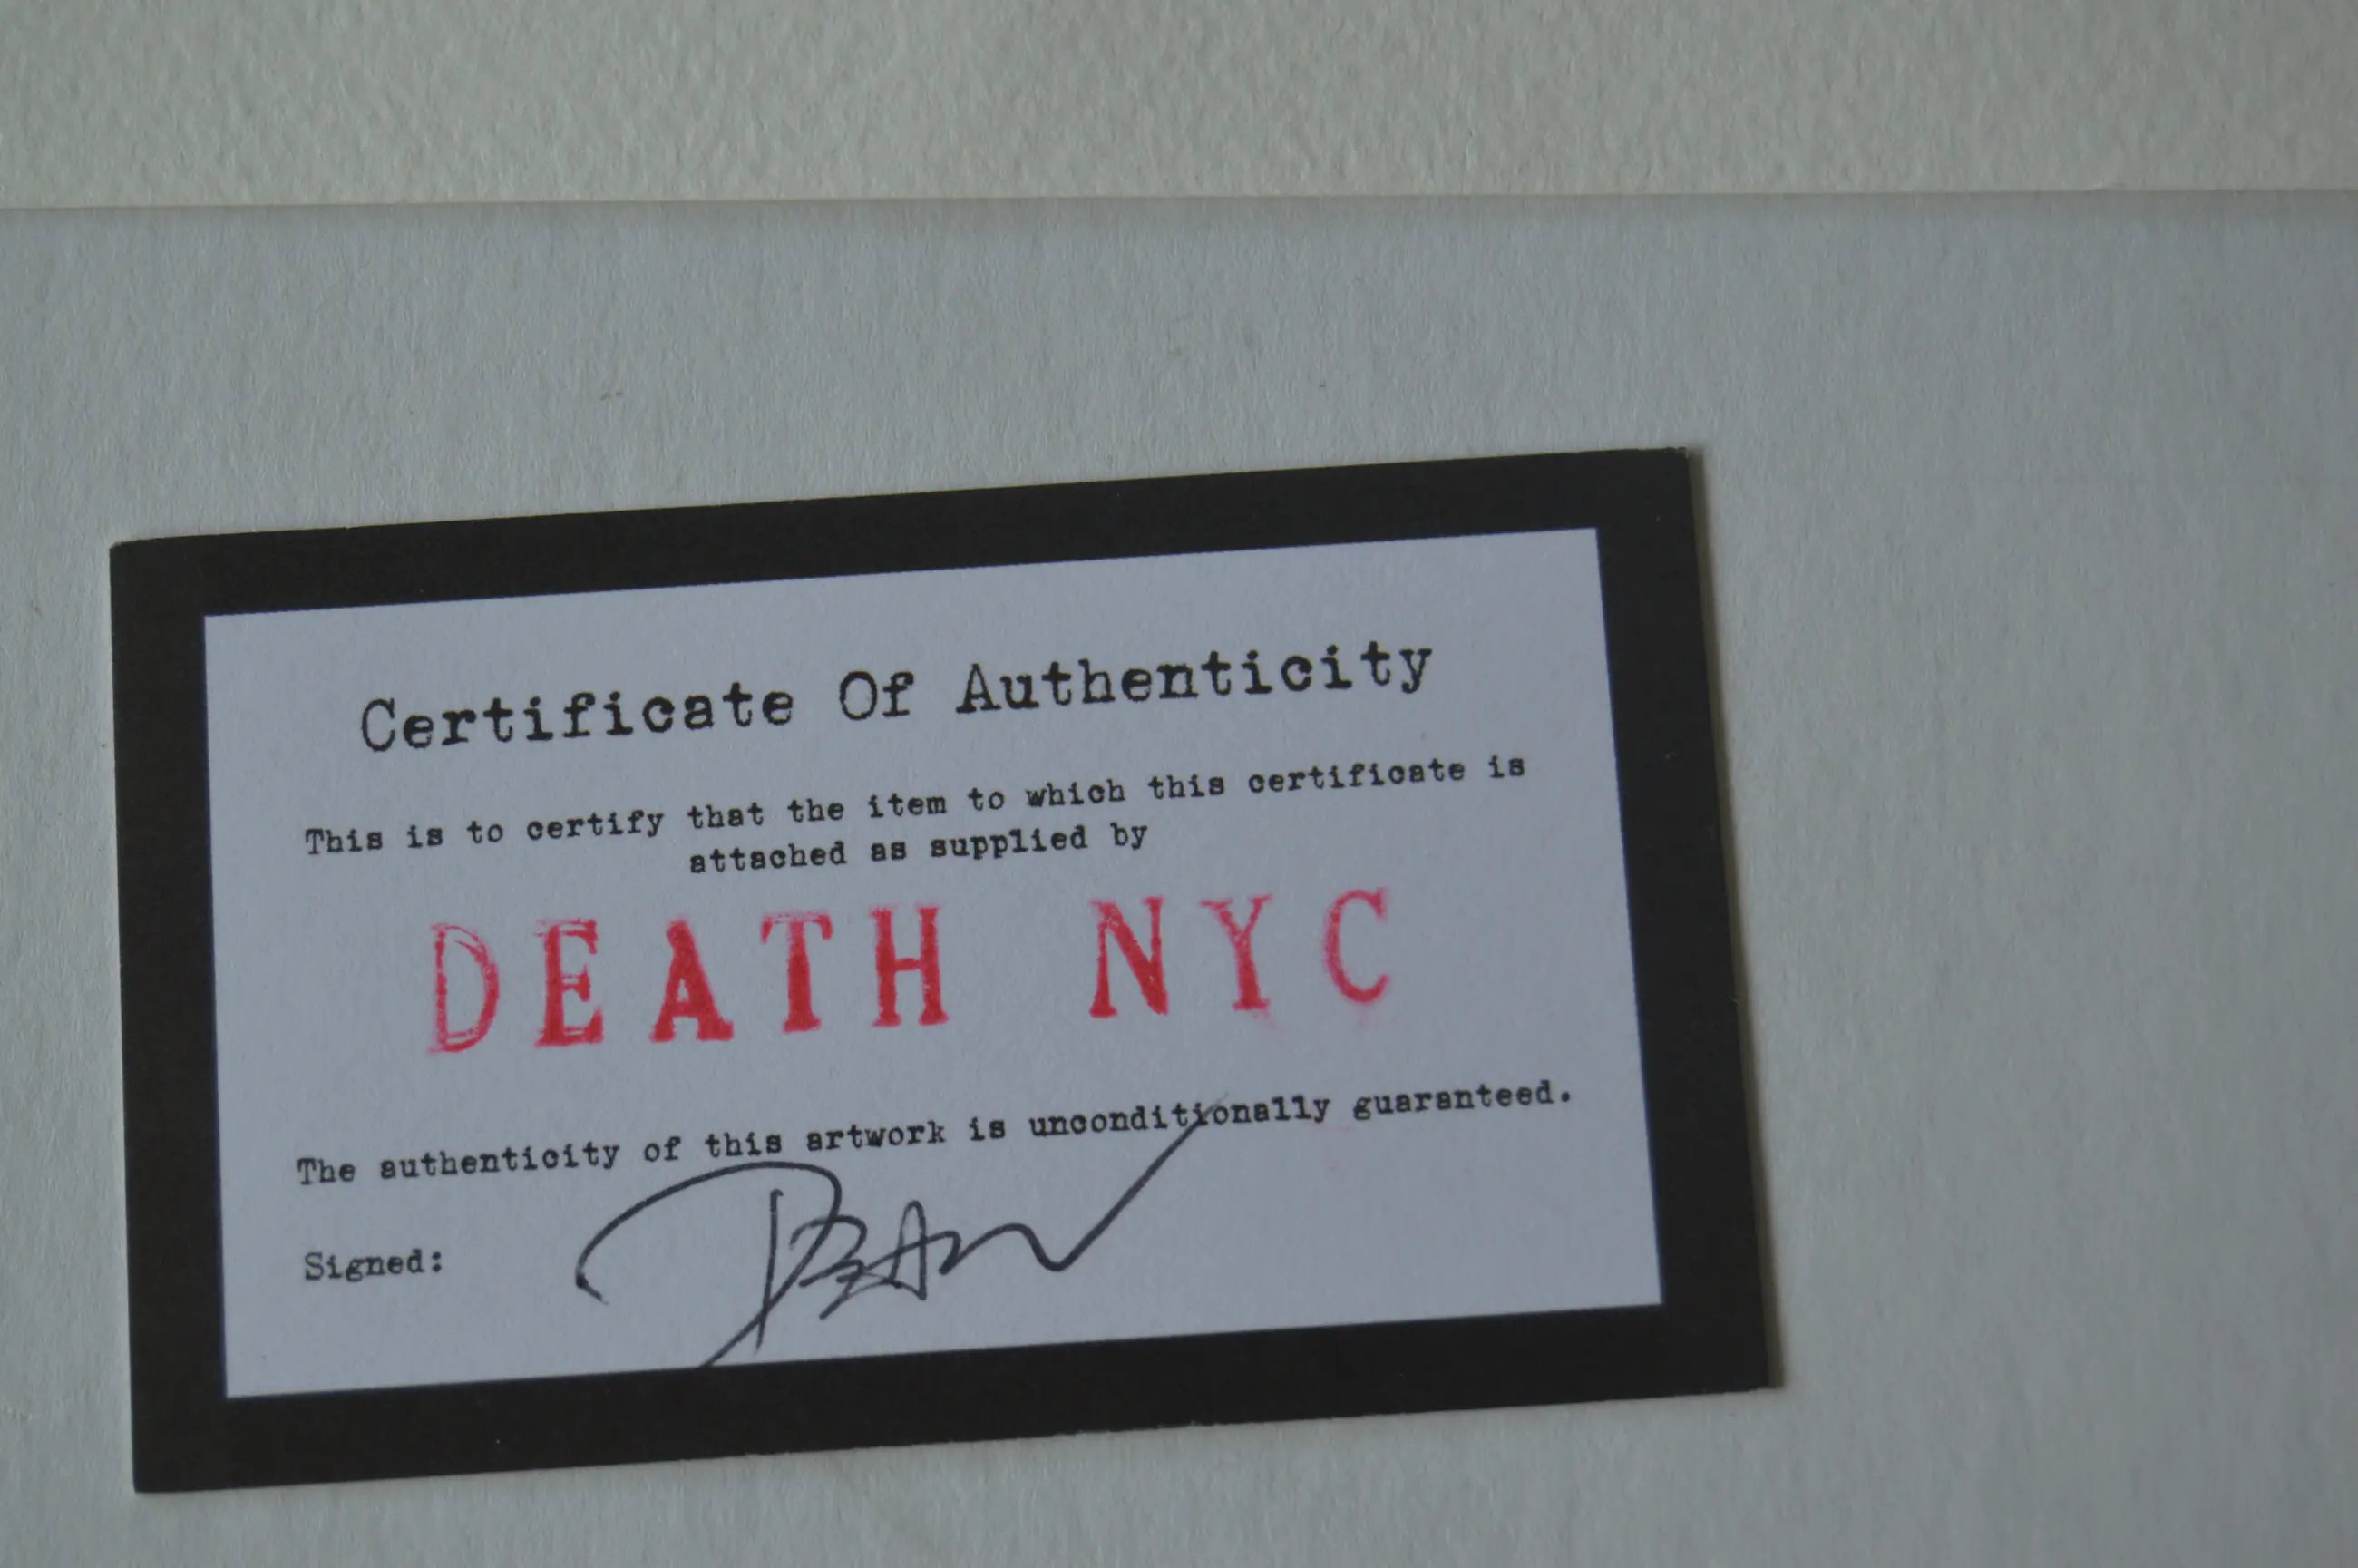 Certificate Of Authenticity
This is to certify that the item to which this certificate is
attached as supplied by
DEATH NYC
The authenticity of this artwork is unconditionally guaranteed.
Signed: